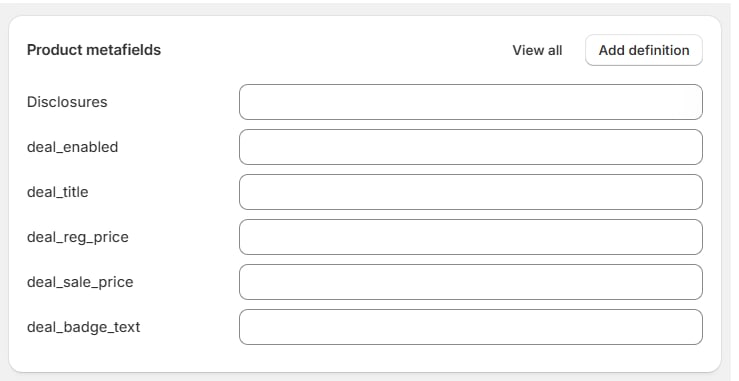 Product metafields
View all
Add definition
Disclosures
deal_enabled
deal_title
deal_reg_price
deal_sale_price
deal_badge_text